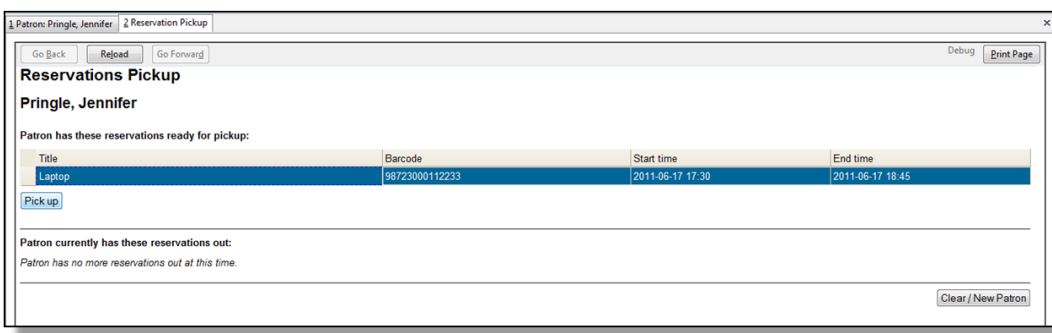 1 Patron: Pringle, Jennifer 2 Reservation Pickup x
Go Back Reload Go Forward Debug Print Page
Reservations Pickup
Pringle, Jennifer
Patron has these reservations ready for pickup:
Title Barcode Start time End time
Laptop 98723000112233 2011-06-17 17:30 2011-06-17 18:45
Pick up
Patron currently has these reservations out:
Patron has no more reservations out at this time.
Clear / New Patron